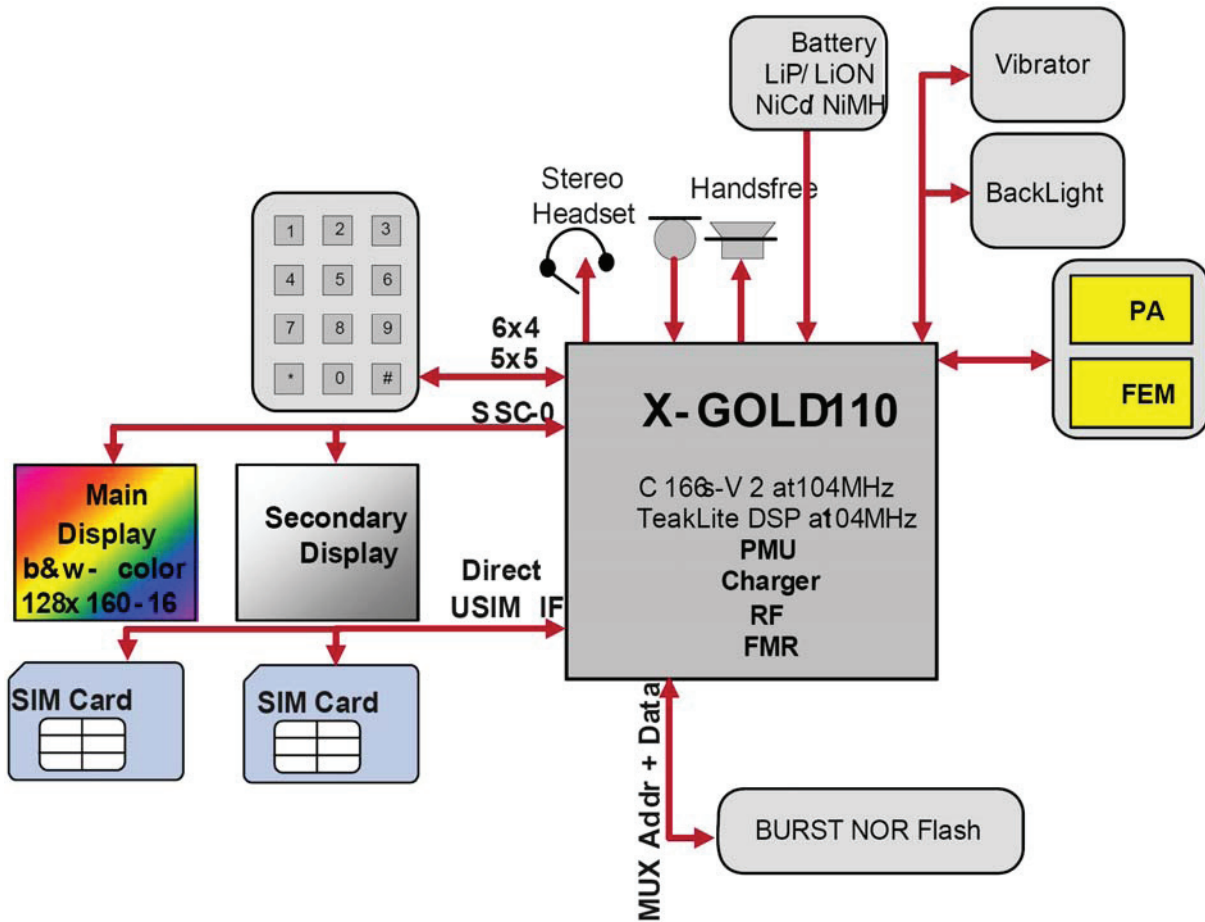 Battery
LiP/ LiON
NiCd/ NiMH
Vibrator
BackLight
Stereo
Headset
Handsfree
1 2 3
4 5 6
7 8 9
* 0 #
6x4
5x5
SSC-0
PA
FEM
X-GOLD110
C 166s-V 2 at104MHz
TeakLite DSP at104MHz
PMU
Charger
RF
FMR
Main
Display
b&w - color
128x 160-16
Secondary
Display
Direct
USIM IF
SIM Card
SIM Card
MUX Addr + Data
BURST NOR Flash